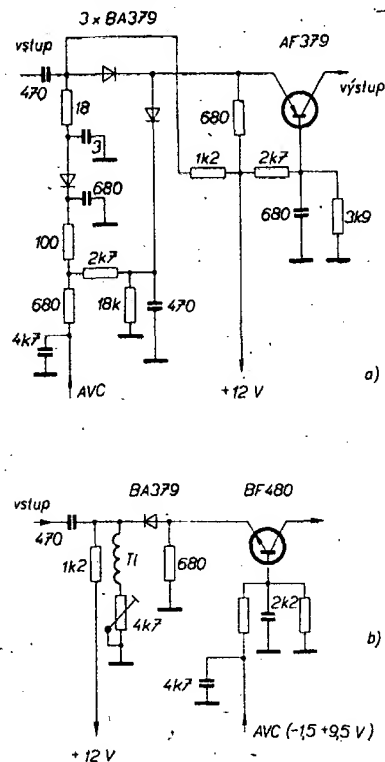 3 x BA379
vstup
AF379
470
18
680
výstup
3
1k2
2k7
680
680
3k9
100
2k7
680
18k
470
4k7
AVC
+12 V
a)
vstup
BA379
BF480
470
1k2
Tl
680
4k7
2k2
b)
4k7
+12 V
AVC (-1,5 +9,5 V)